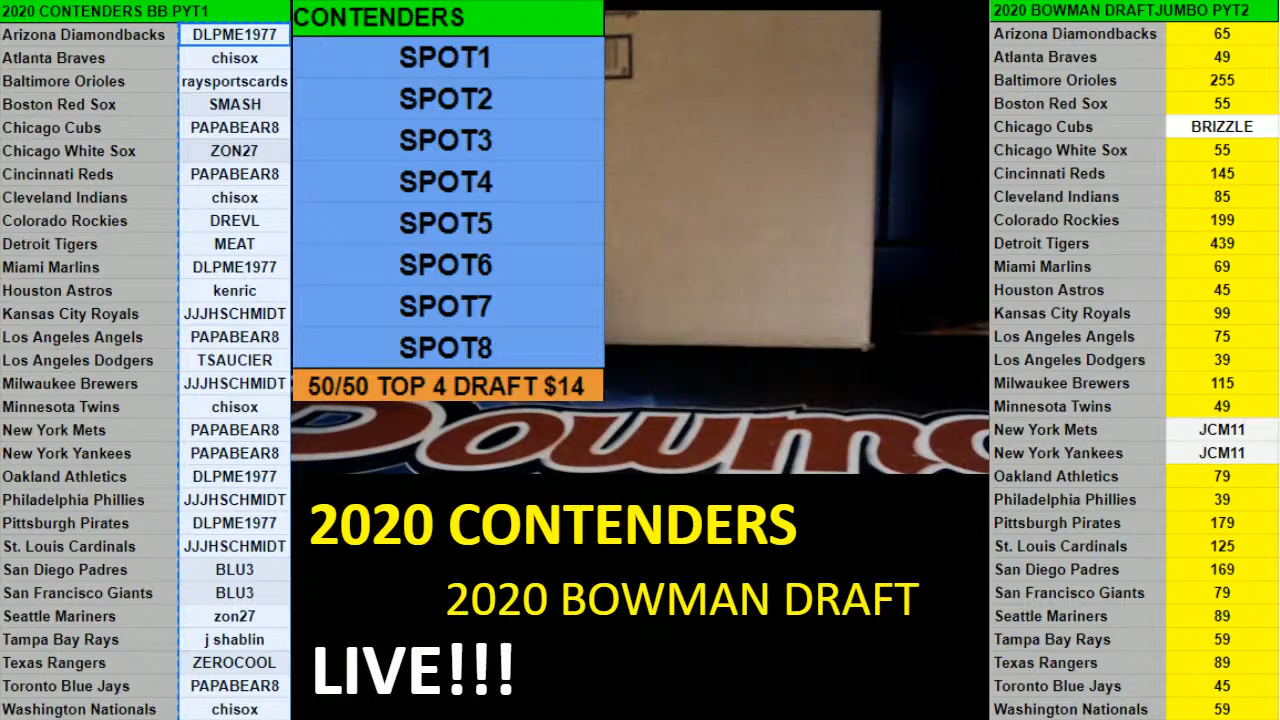 2020 CONTENDERS BB PYT1
Arizona Diamondbacks DLPME1977
Atlanta Braves chisox
Baltimore Orioles raysportscards
Boston Red Sox SMASH
Chicago Cubs PAPABEAR8
Chicago White Sox ZON27
Cincinnati Reds PAPABEAR8
Cleveland Indians chisox
Colorado Rockies DREVL
Detroit Tigers MEAT
Miami Marlins DLPME1977
Houston Astros kenric
Kansas City Royals JJJHSCHMIDT
Los Angeles Angels PAPABEAR8
Los Angeles Dodgers TSAUCIER
Milwaukee Brewers JJJHSCHMIDT
Minnesota Twins chisox
New York Mets PAPABEAR8
New York Yankees PAPABEAR8
Oakland Athletics DLPME1977
Philadelphia Phillies JJJHSCHMIDT
Pittsburgh Pirates DLPME1977
St. Louis Cardinals JJJHSCHMIDT
San Diego Padres BLU3
San Francisco Giants BLU3
Seattle Mariners zon27
Tampa Bay Rays j shablin
Texas Rangers ZEROCOOL
Toronto Blue Jays PAPABEAR8
Washington Nationals chisox
CONTENDERS
SPOT1
SPOT2
SPOT3
SPOT4
SPOT5
SPOT6
SPOT7
SPOT8
50/50 TOP 4 DRAFT $14
2020 CONTENDERS
2020 BOWMAN DRAFT
LIVE!!!
2020 BOWMAN DRAFTJUMBO PYT2
Arizona Diamondbacks 65
Atlanta Braves 49
Baltimore Orioles 255
Boston Red Sox 55
Chicago Cubs BRIZZLE
Chicago White Sox 55
Cincinnati Reds 145
Cleveland Indians 85
Colorado Rockies 199
Detroit Tigers 439
Miami Marlins 69
Houston Astros 45
Kansas City Royals 99
Los Angeles Angels 75
Los Angeles Dodgers 39
Milwaukee Brewers 115
Minnesota Twins 49
New York Mets JCM11
New York Yankees JCM11
Oakland Athletics 79
Philadelphia Phillies 39
Pittsburgh Pirates 179
St. Louis Cardinals 125
San Diego Padres 169
San Francisco Giants 79
Seattle Mariners 89
Tampa Bay Rays 59
Texas Rangers 89
Toronto Blue Jays 45
Washington Nationals 59